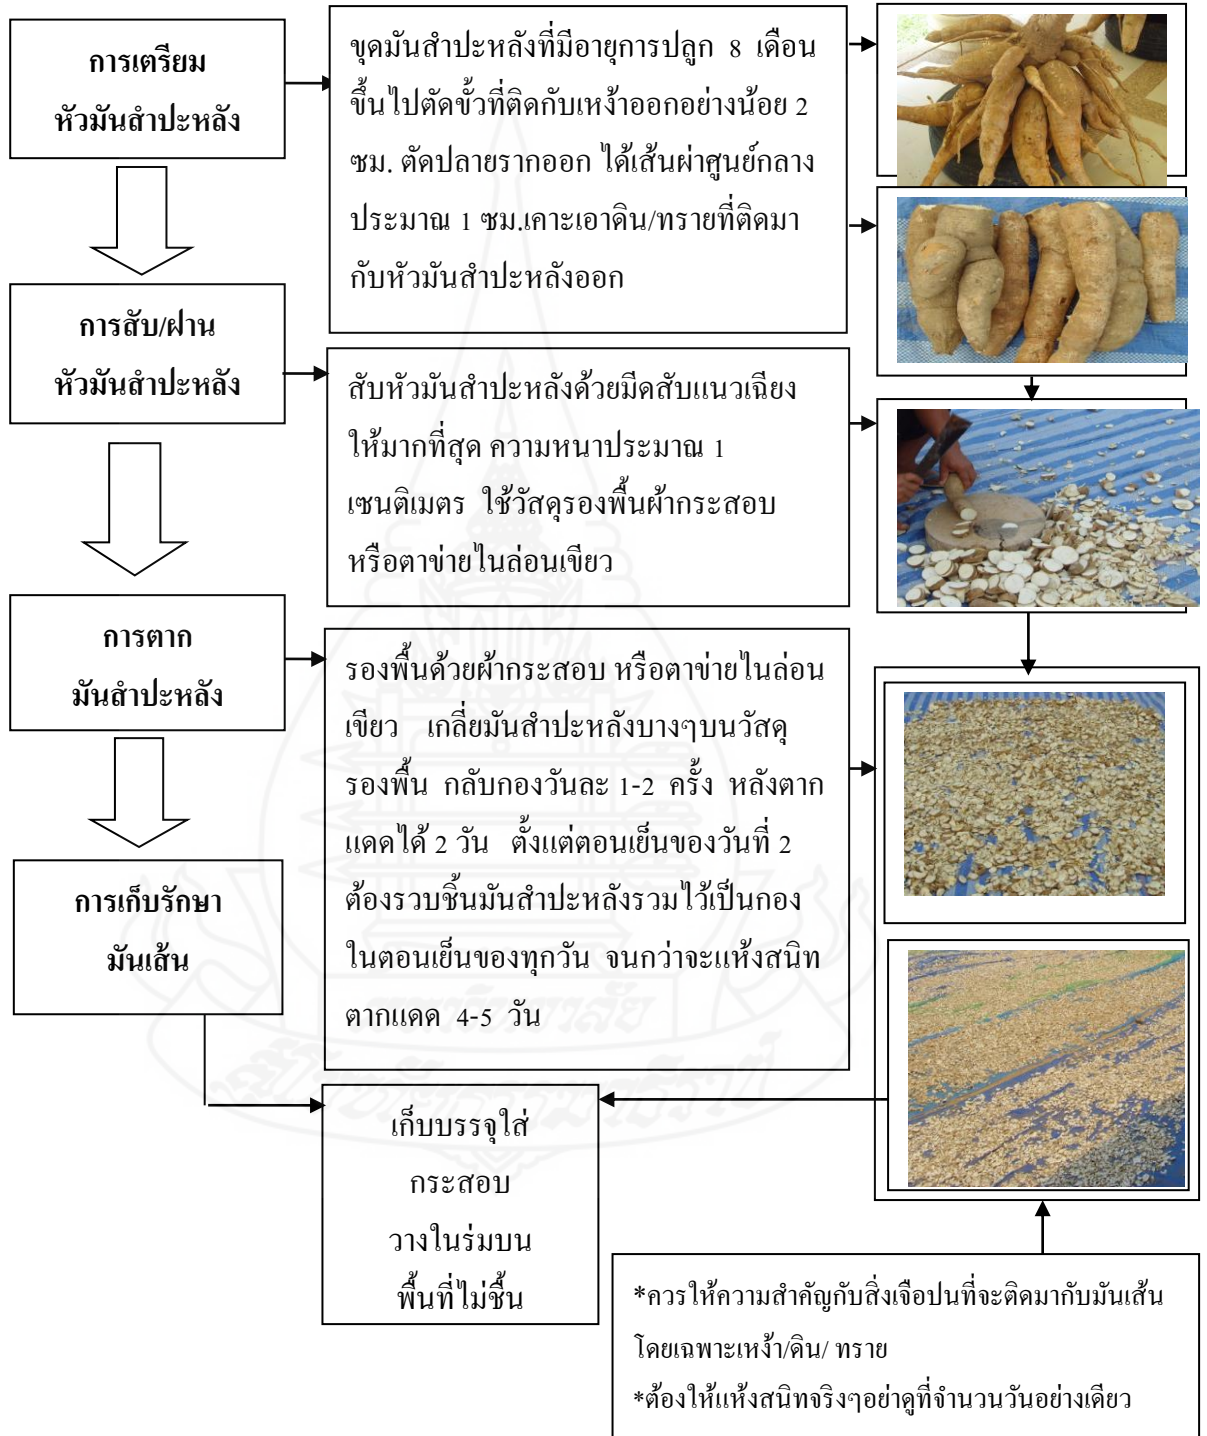 การเตรียม
หัวมันสำปะหลัง
ขุดมันสำปะหลังที่มีอายุการปลูก 8 เดือน
ขึ้นไปตัดขั้วที่ติดกับเหง้าออกอย่างน้อย 2
ซม. ตัดปลายรากออก ได้เส้นผ่าศูนย์กลาง
ประมาณ 1 ซม.เคาะเอาดิน/ทรายที่ติดมา
กับหัวมันสำปะหลังออก
การสับ/ฝาน
หัวมันสำปะหลัง
สับหัวมันสำปะหลังด้วยมีดสับแนวเฉียง
ให้มากที่สุด ความหนาประมาณ 1
เซนติเมตร ใช้วัสดุรองพื้นผ้ากระสอบ
หรือตาข่ายไนล่อนเขียว
การตาก
มันสำปะหลัง
รองพื้นด้วยผ้ากระสอบ หรือตาข่ายไนล่อน
เขียว เกลี่ยมันสำปะหลังบางๆบนวัสดุ
รองพื้น กลับกองวันละ 1-2 ครั้ง หลังตาก
แดดได้ 2 วัน ตั้งแต่ตอนเย็นของวันที่ 2
ต้องรวบชิ้นมันสำปะหลังรวมไว้เป็นกอง
ในตอนเย็นของทุกวัน จนกว่าจะแห้งสนิท
ตากแดด 4-5 วัน
การเก็บรักษา
มันเส้น
เก็บบรรจุใส่
กระสอบ
วางในร่มบน
พื้นที่ไม่ชื้น
*ควรให้ความสำคัญกับสิ่งเจือปนที่จะติดมากับมันเส้น
โดยเฉพาะเหง้า/ดิน/ ทราย
*ต้องให้แห้งสนิทจริงๆอย่าดูที่จำนวนวันอย่างเดียว